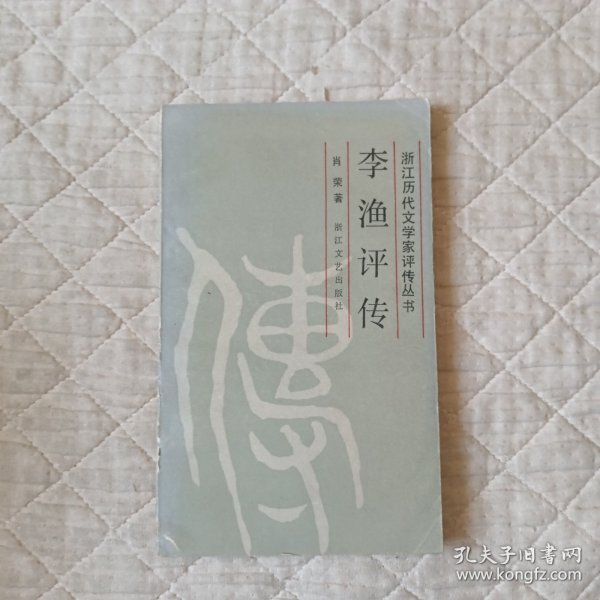 浙江历代文学家评传丛书
李渔评传
肖荣著 浙江文艺出版社
傳
孔夫子旧书网
www.kongfz.com